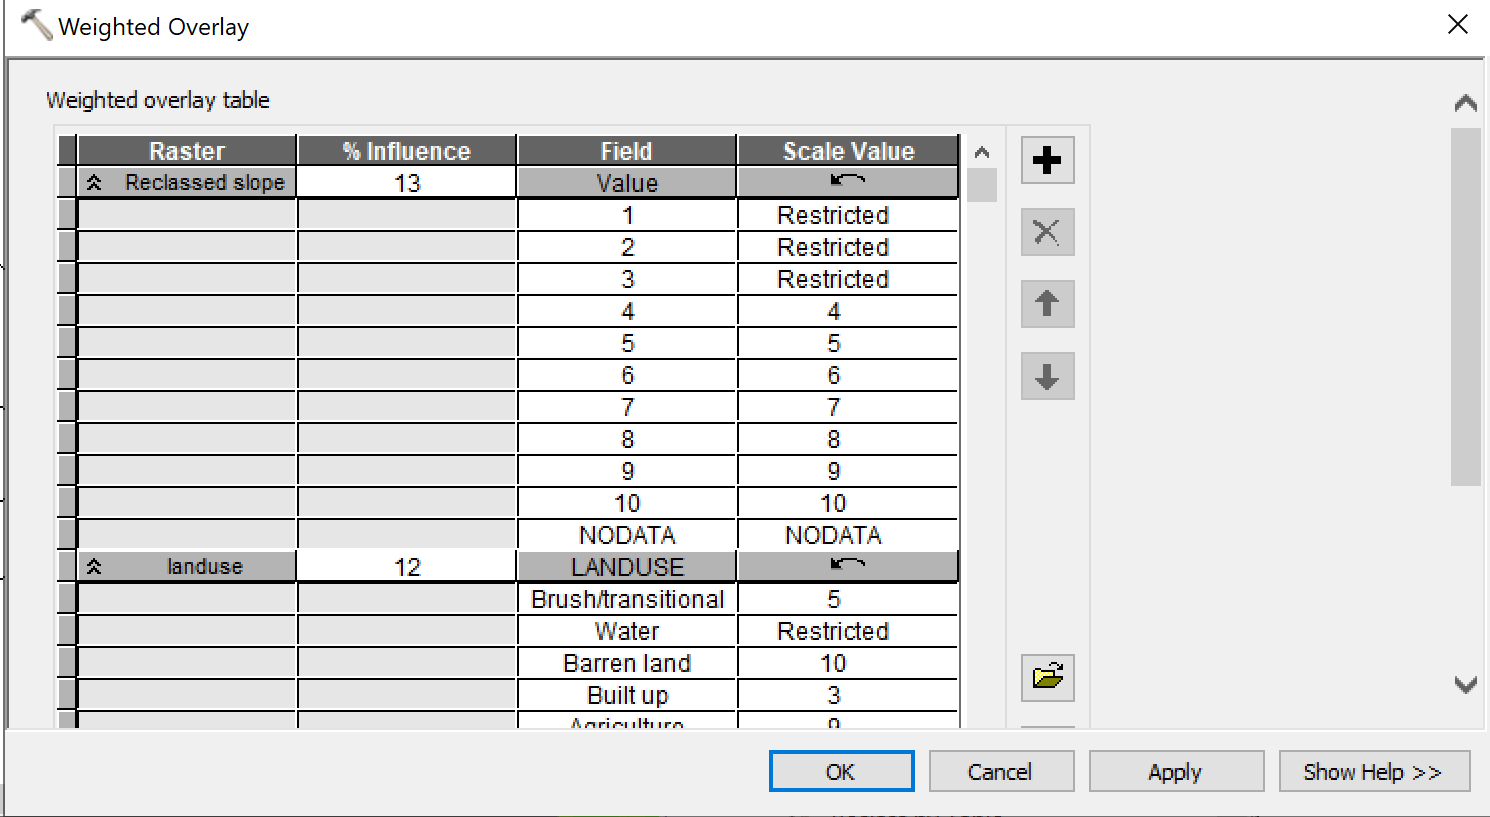 Weighted Overlay
Weighted overlay table
Raster % Influence Field Scale Value
Reclassed slope 13 Value
1 Restricted
2 Restricted
3 Restricted
4 4
5 5
6 6
7 7
8 8
9 9
10 10
NODATA NODATA
landuse 12 LANDUSE
Brush/transitional 5
Water Restricted
Barren land 10
Built up 3
Agriculture 9
OK Cancel Apply Show Help >>